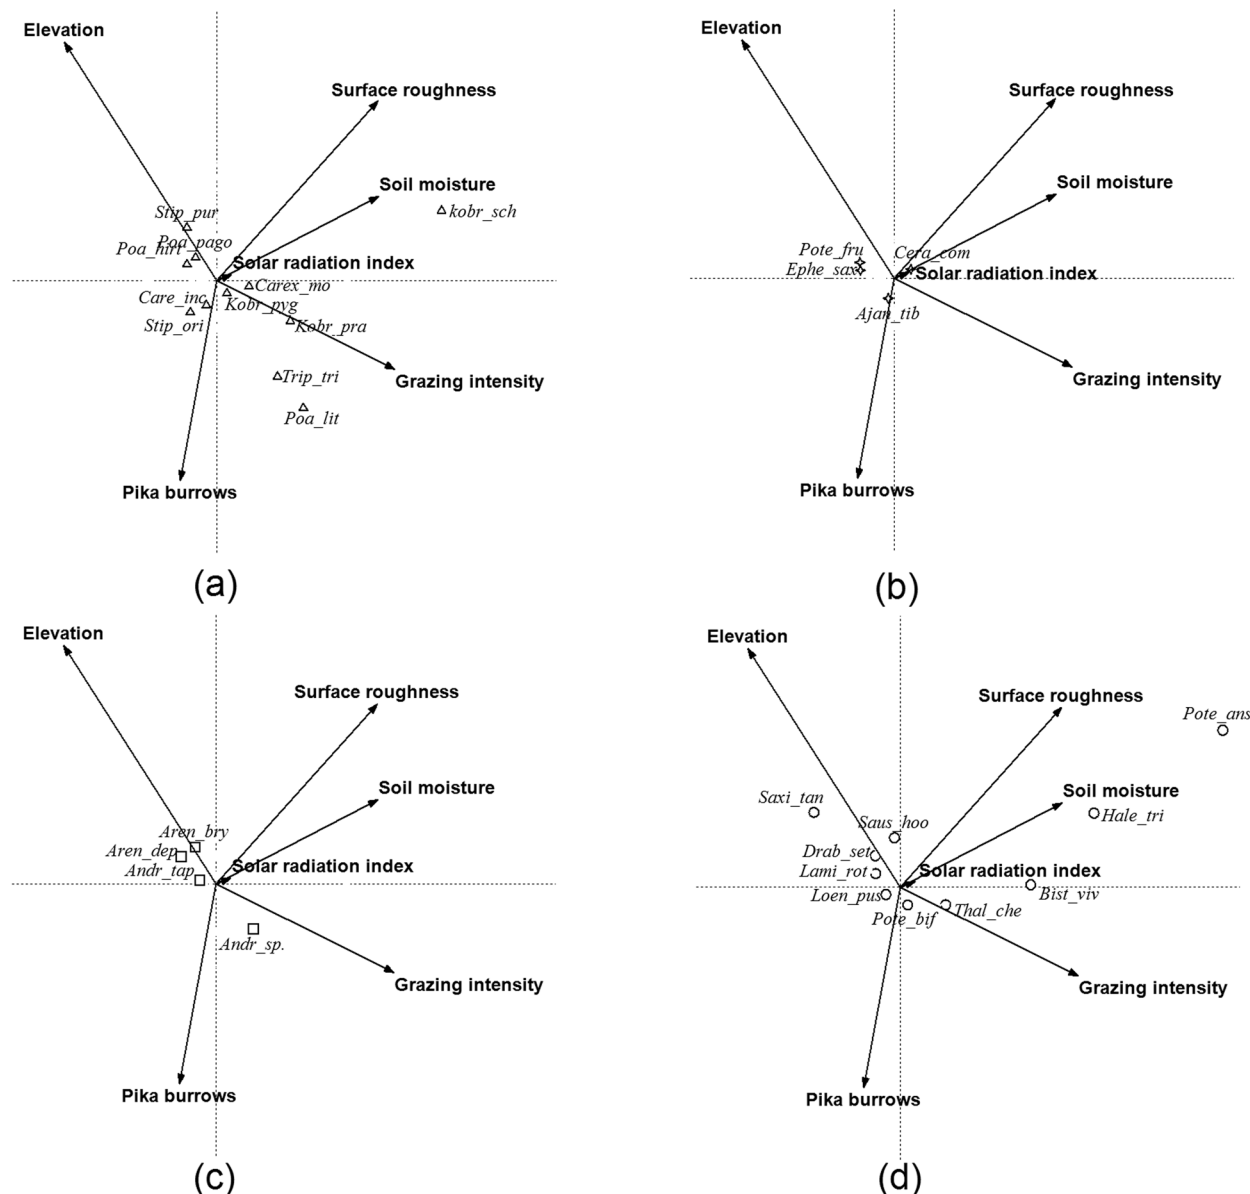 Elevation
Surface roughness
Soil moisture
Stip_pur
kobr_sch
Poa_pago
Poa_hirt
Solar radiation index
Carex_mo
Care_inc
Kobr_pyg
Stip_ori
Kobr_pra
Trip_tri
Grazing intensity
Poa_lit
Pika burrows
(a)
Elevation
Surface roughness
Soil moisture
Pote_fru
Cera_com
Ephe_sax
Solar radiation index
Ajan_tib
Grazing intensity
Pika burrows
(b)
Elevation
Surface roughness
Soil moisture
Aren_bry
Aren_dep
Solar radiation index
Andr_tap
Andr_sp.
Grazing intensity
Pika burrows
(c)
Elevation
Surface roughness
Pote_ans
Soil moisture
Saxi_tan
Hale_tri
Saus_hoo
Drab_set
Lami_rot
Solar radiation index
Loen_pus
Bist_viv
Pote_bif
Thal_che
Grazing intensity
Pika burrows
(d)